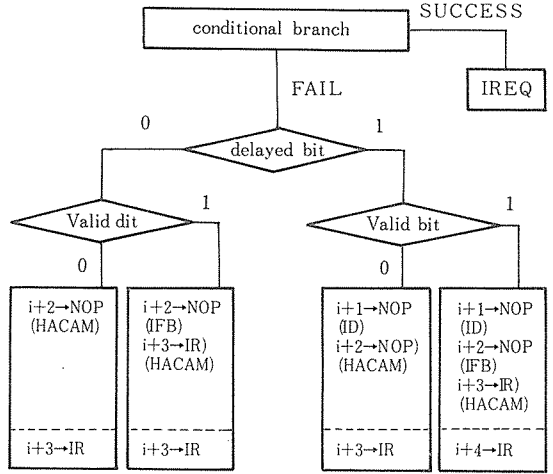 SUCCESS
conditional branch
IREQ
FAIL
0
1
delayed bit
1
1
Valid dit
Valid bit
0
0
i+2→NOP
(HACAM)
i+3→IR
i+2→NOP
(IFB)
i+3→IR)
(HACAM)
i+3→IR
i+1→NOP
(ID)
i+2→NOP)
(HACAM)
i+3→IR
i+1→NOP
(ID)
i+2→NOP
(IFB)
i+3→IR)
(HACAM)
i+4→IR